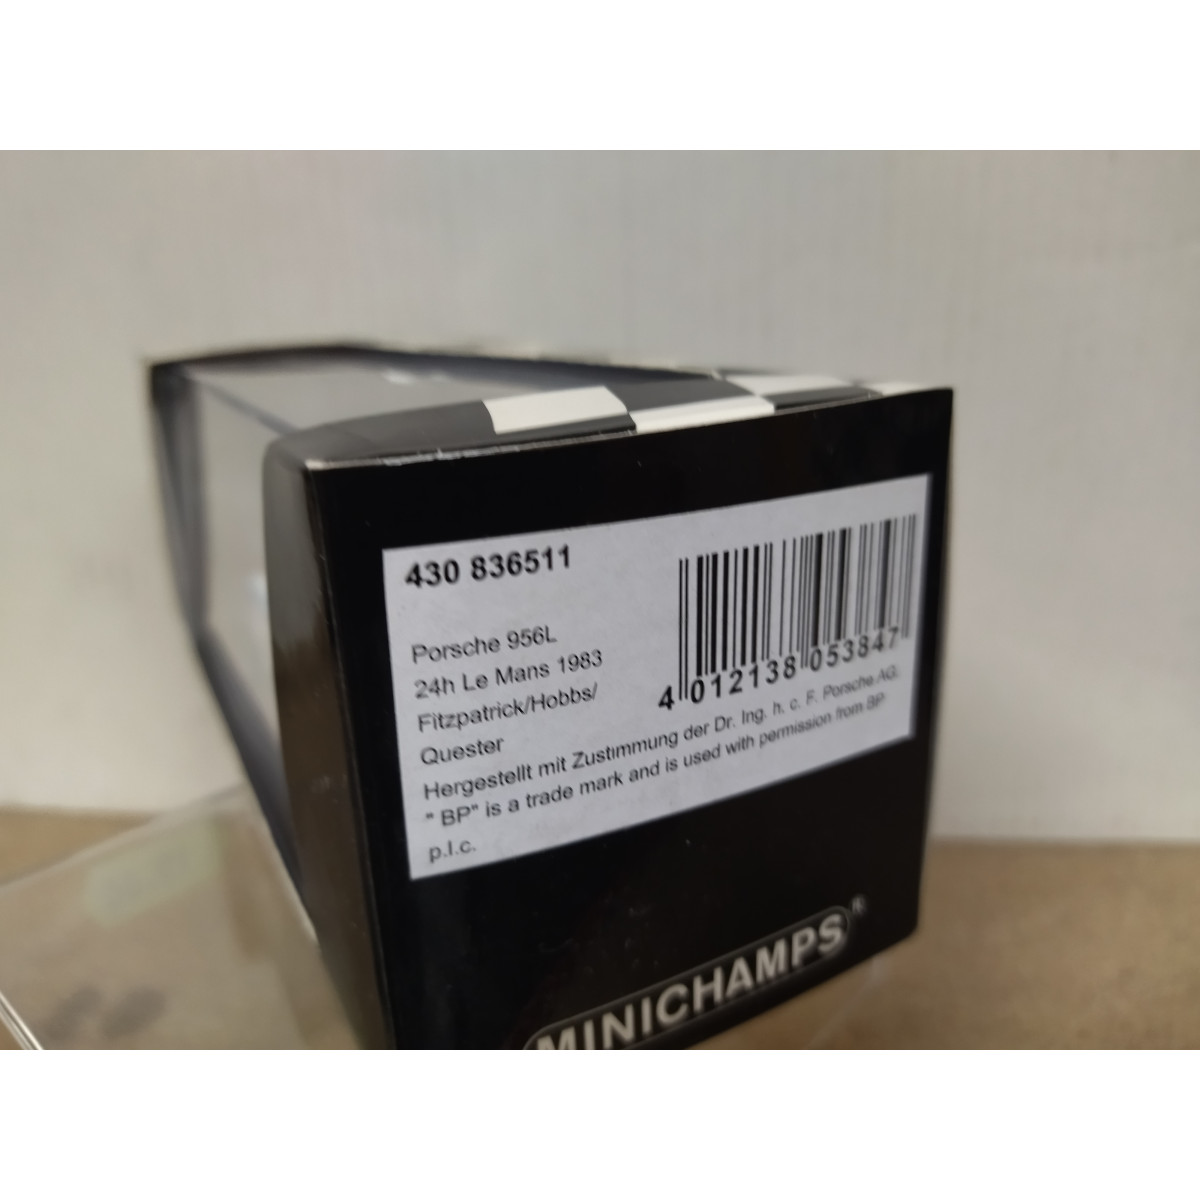 430 836511
Porsche 956L
24h Le Mans 1983
Fitzpatrick/Hobbs/
Quester
4 012138 053847
Hergestellt mit Zustimmung der Dr. Ing. h. c. F. Porsche AG.
" BP" is a trade mark and is used with permission from BP
p.l.c.
MINICHAMPS®